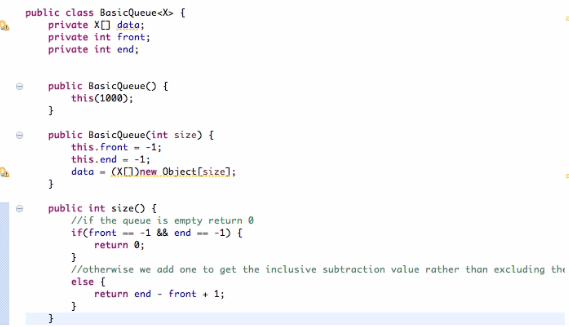 public class BasicQueue<X> {
private X[] data;
private int front;
private int end;
public BasicQueue() {
this(1000);
}
public BasicQueue(int size) {
this.front = -1;
this.end = -1;
data = (X[])new Object[size];
}
public int size() {
//if the queue is empty return 0
if(front == -1 && end == -1) {
return 0;
}
//otherwise we add one to get the inclusive subtraction value rather than excluding the
else {
return end - front + 1;
}
}